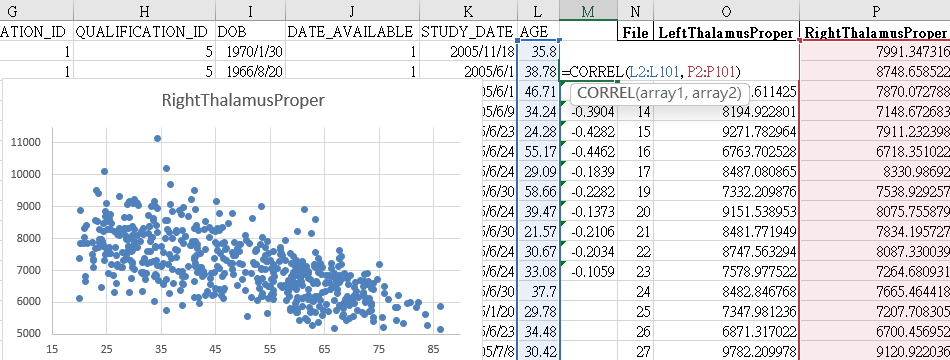 G H I J K L M N O P
ATION_ID QUALIFICATION_ID DOB DATE_AVAILABLE STUDY_DATE AGE File LeftThalamusProper RightThalamusProper
1 5 1970/1/30 1 2005/11/18 35.8 7991.347316
1 5 1966/8/20 1 2005/6/1 38.78 =CORREL(L2:L101, P2:P101) 8748.658522
5/6/1 46.71 CORREL(array1, array2) .611425 7870.072788
5/6/9 34.24 -0.3904 14 8194.922801 7148.672683
5/6/23 24.28 -0.4282 15 9271.782964 7911.232398
5/6/24 55.17 -0.4462 16 6763.702528 6718.351022
5/6/24 29.09 -0.1839 17 8487.080865 8330.98692
5/6/30 58.66 -0.2282 19 7332.209876 7538.929257
5/6/24 39.47 -0.1373 20 9151.538953 8075.755879
5/6/30 21.57 -0.2106 21 8481.771949 7834.195727
5/6/24 30.67 -0.2034 22 8747.563294 8087.330039
5/6/24 33.08 -0.1059 23 7578.977522 7264.680931
5/6/30 37.7 24 8482.846768 7665.464418
/1/20 29.78 25 7347.981236 7207.708305
5/6/23 34.48 26 6871.317022 6700.456952
5/7/8 30.42 27 9782.209978 9120.922036
RightThalamusProper
11000
10000
9000
8000
7000
6000
5000
15 25 35 45 55 65 75 85